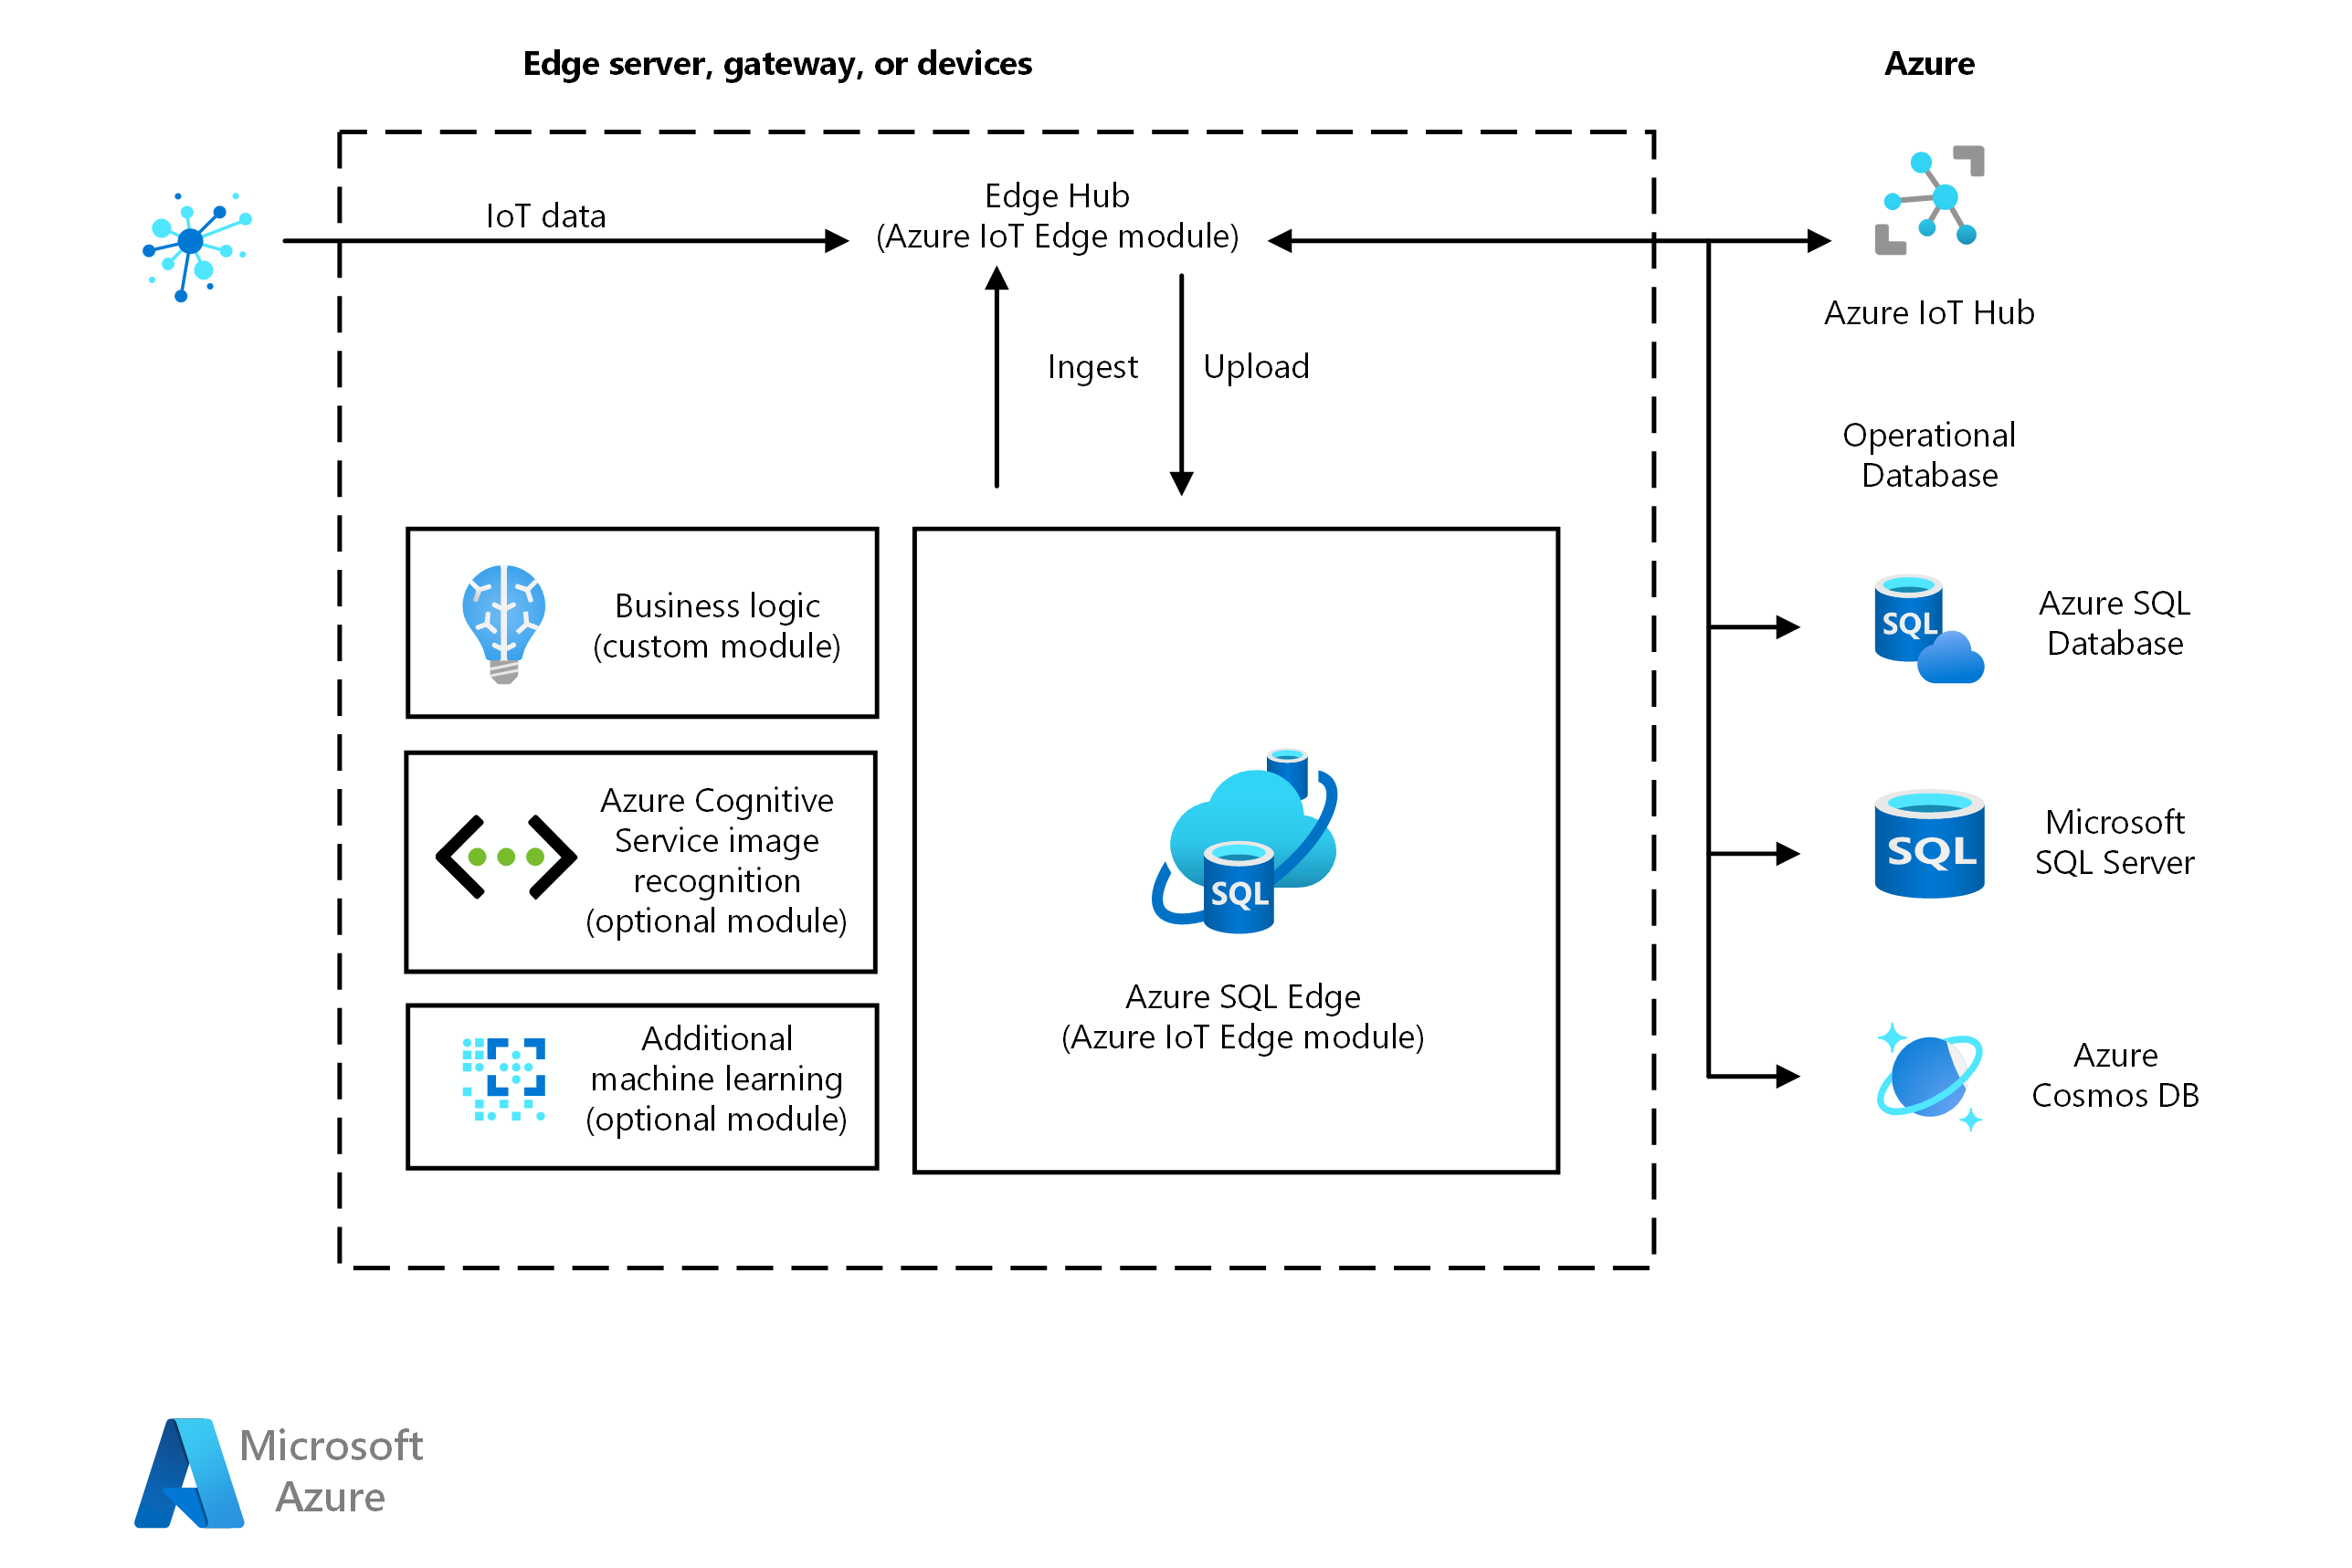 Edge server, gateway, or devices
Azure
IoT data
Edge Hub
(Azure IoT Edge module)
Azure IoT Hub
Ingest
Upload
Operational
Database
Business logic
(custom module)
SQL
Azure SQL
Database
Azure Cognitive
Service image
recognition
(optional module)
SQL
Azure SQL Edge
(Azure IoT Edge module)
SQL
Microsoft
SQL Server
Additional
machine learning
(optional module)
Azure
Cosmos DB
Microsoft
Azure